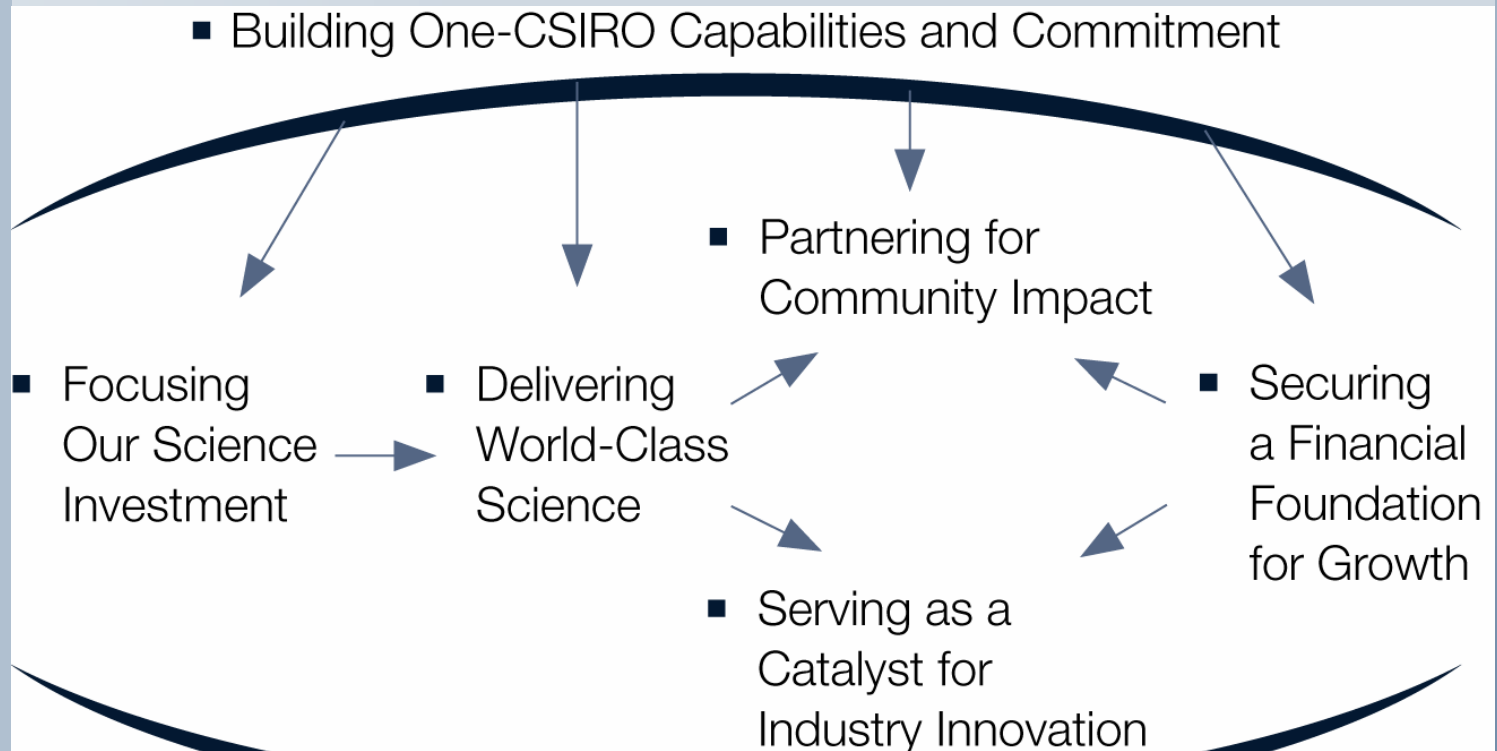 Building One-CSIRO Capabilities and Commitment
Partnering for
Community Impact
Focusing
Our Science
Investment
Delivering
World-Class
Science
Securing
a Financial
Foundation
for Growth
Serving as a
Catalyst for
Industry Innovation